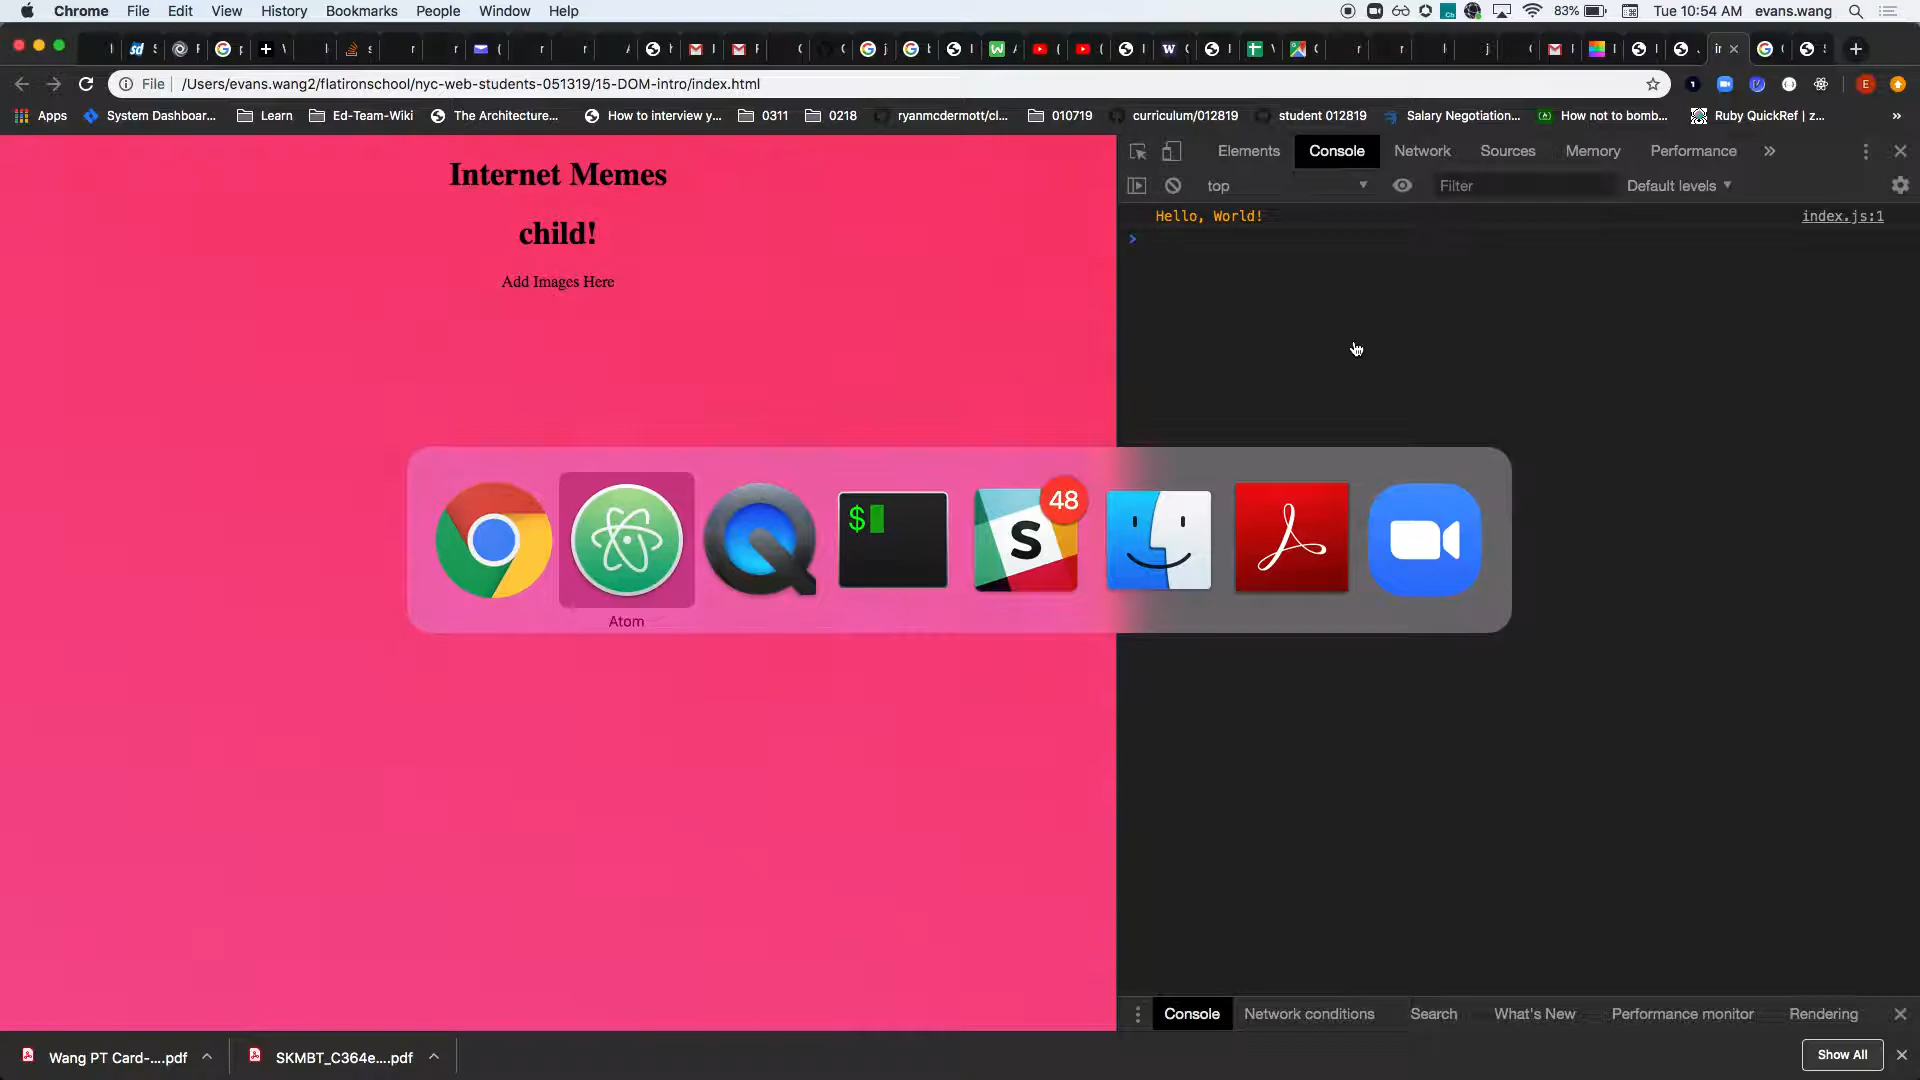 Chrome File Edit View History Bookmarks People Window Help 83% Tue 10:54 AM evans.wang
File /Users/evans.wang2/flatironschool/nyc-web-students-051319/15-DOM-intro/index.html
Apps System Dashboar... Learn Ed-Team-Wiki The Architecture... How to interview y... 0311 0218 ryanmcdermott/cl... 010719 curriculum/012819 student 012819 Salary Negotiation... How not to bomb... Ruby QuickRef | z... »
Internet Memes
child!
Add Images Here
Elements Console Network Sources Memory Performance »
top Filter Default levels
Hello, World! index.js:1
>
48
S
$
Atom
Console Network conditions Search What's New Performance monitor Rendering
Wang PT Card-....pdf SKMBT_C364e....pdf Show All